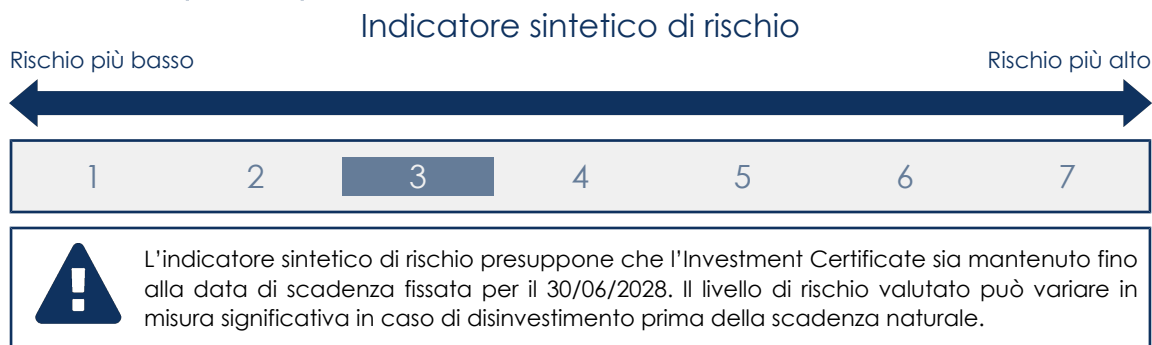 Indicatore sintetico di rischio
Rischio più basso Rischio più alto
1 2 3 4 5 6 7
L'indicatore sintetico di rischio presuppone che l'Investment Certificate sia mantenuto fino
alla data di scadenza fissata per il 30/06/2028. Il livello di rischio valutato può variare in
misura significativa in caso di disinvestimento prima della scadenza naturale.